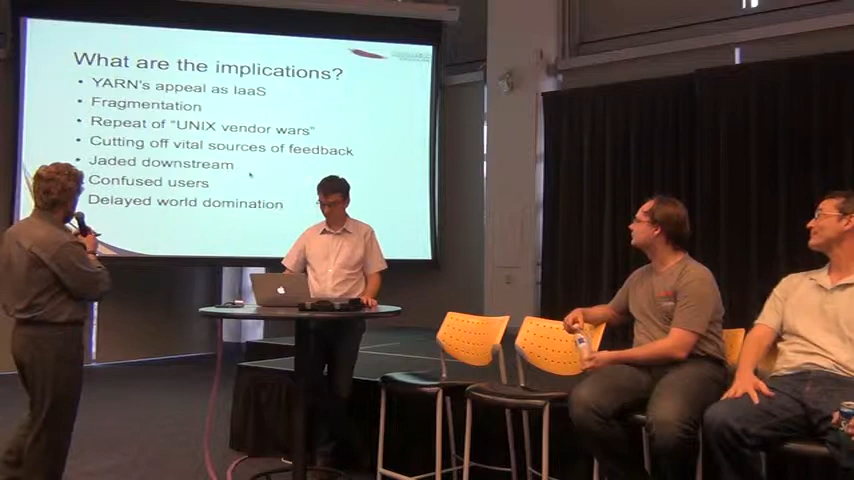 What are the implications?
• YARN's appeal as IaaS
• Fragmentation
• Repeat of "UNIX vendor wars"
• Cutting off vital sources of feedback
• Jaded downstream
• Confused users
• Delayed world domination